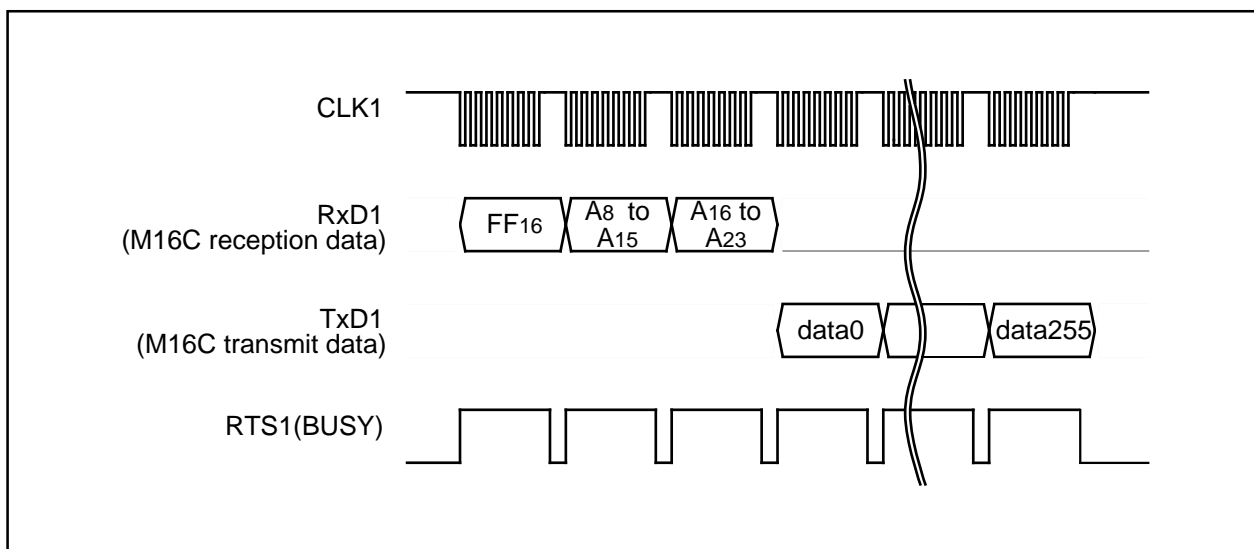 CLK1
RxD1
(M16C reception data)
FF16
A8 to
A15
A16 to
A23
TxD1
(M16C transmit data)
data0
data255
RTS1(BUSY)